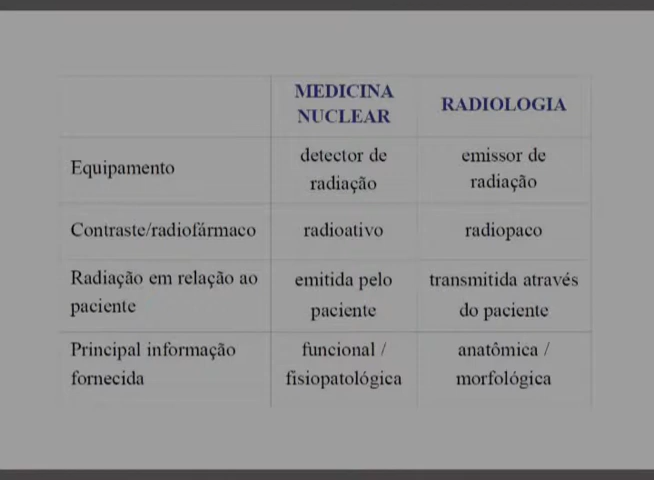 MEDICINA
NUCLEAR
RADIOLOGIA
Equipamento
detector de
radiação
emissor de
radiação
Contraste/radiofármaco
radioativo
radiopaco
Radiação em relação ao
paciente
emitida pelo
paciente
transmitida através
do paciente
Principal informação
fornecida
funcional /
fisiopatológica
anatômica /
morfológica